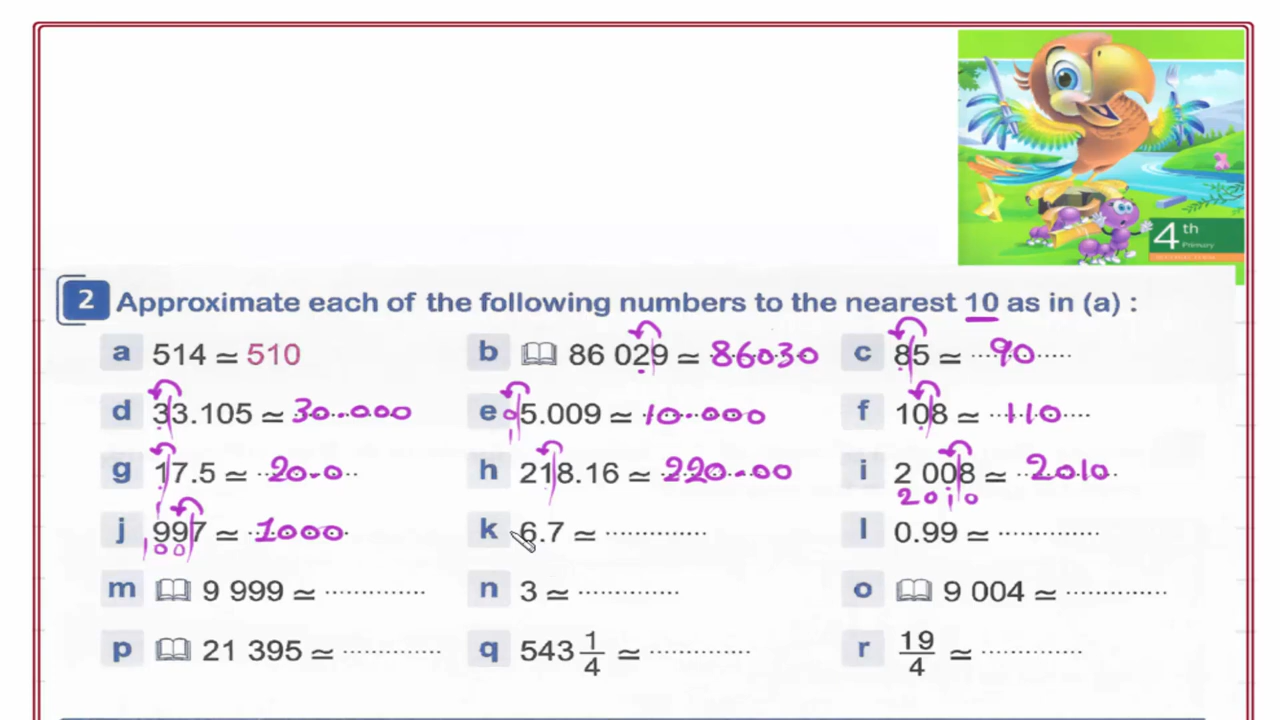 4th
Primary
2 Approximate each of the following numbers to the nearest 10 as in (a) :
a 514 ≃ 510 b 86 029 ≃ 86030 c 85 ≃ 90
d 33.105 ≃ 30.000 e 0 5.009 ≃ 10.000 f 108 ≃ 110
1
g 17.5 ≃ 20.0 h 218.16 ≃ 220.00 i 2 008 ≃ 2010
2010
j 997 ≃ 1000 k 6.7 ≃ ............. l 0.99 ≃ .............
100
m 9 999 ≃ ............. n 3 ≃ ............. o 9 004 ≃ .............
p 21 395 ≃ ............. q 543 1/4 ≃ ............. r 19/4 ≃ .............